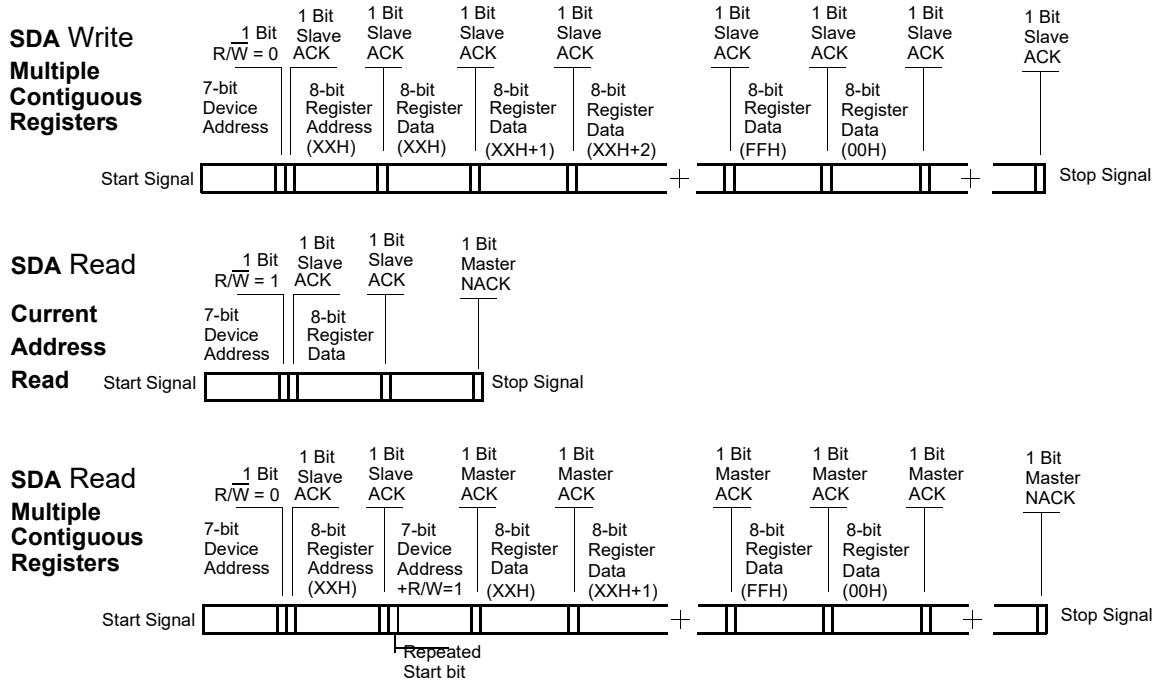 SDA Write
Multiple
Contiguous
Registers
1 Bit
R/W = 0
1 Bit
Slave
ACK
1 Bit
Slave
ACK
1 Bit
Slave
ACK
1 Bit
Slave
ACK
1 Bit
Slave
ACK
1 Bit
Slave
ACK
1 Bit
Slave
ACK
1 Bit
Slave
ACK
7-bit
Device
Address
8-bit
Register
Address
(XXH)
8-bit
Register
Data
(XXH)
8-bit
Register
Data
(XXH+1)
8-bit
Register
Data
(XXH+2)
8-bit
Register
Data
(FFH)
8-bit
Register
Data
(00H)
Start Signal
Stop Signal
SDA Read
Current
Address
Read
1 Bit
R/W = 1
1 Bit
Slave
ACK
1 Bit
Slave
ACK
1 Bit
Master
NACK
7-bit
Device
Address
8-bit
Register
Data
Start Signal
Stop Signal
SDA Read
Multiple
Contiguous
Registers
1 Bit
R/W = 0
1 Bit
Slave
ACK
1 Bit
Slave
ACK
1 Bit
Master
ACK
1 Bit
Master
ACK
1 Bit
Master
ACK
1 Bit
Master
ACK
1 Bit
Master
ACK
1 Bit
Master
NACK
7-bit
Device
Address
8-bit
Register
Address
(XXH)
7-bit
Device
Address
+R/W=1
8-bit
Register
Data
(XXH)
8-bit
Register
Data
(XXH+1)
8-bit
Register
Data
(FFH)
8-bit
Register
Data
(00H)
Start Signal
Stop Signal
Repeated
Start bit